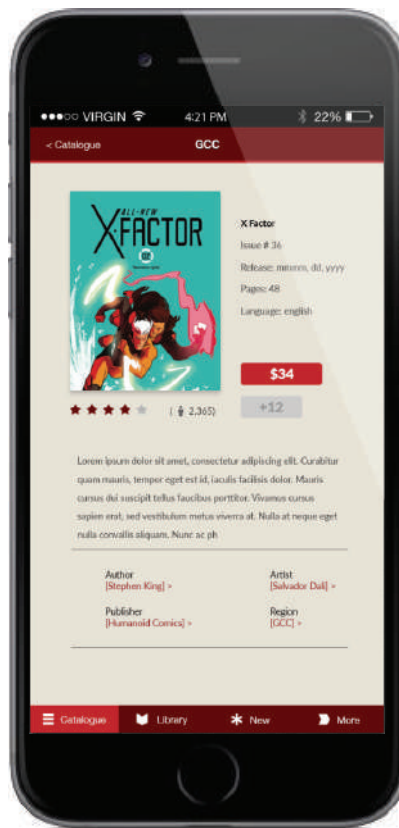 VIRGIN 4:21 PM 22%
< Catalogue GCC
ALL-NEW
X-FACTOR
02
X Factor
Issue # 36
Release: mmmm, dd, yyyy
Pages: 48
Language: english
$34
( 2,365)
+12
Lorem ipsum dolor sit amet, consectetur adipiscing elit. Curabitur
quam mauris, tempor eget est id, iaculis facilisis dolor. Mauris
cursus dui suscipit tellus faucibus porttitor. Vivamus cursus
sapien erat, sed vestibulum metus viverra at. Nulla at neque eget
nulla convallis aliquam. Nunc ac ph
Author Artist
[Stephen King] > [Salvador Dali] >
Publisher Region
[Humanoid Comics] > [GCC] >
Catalogue Library New More